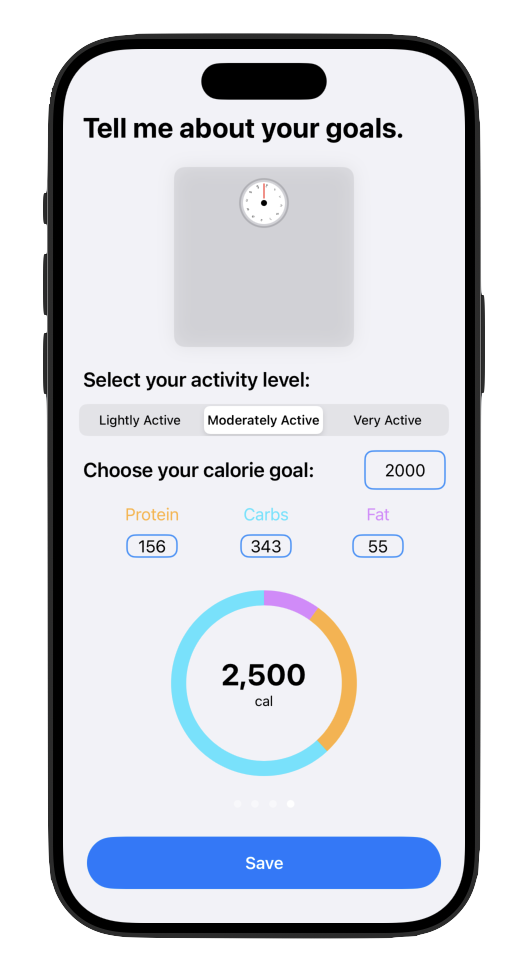 Tell me about your goals.
Select your activity level:
Lightly Active Moderately Active Very Active
Choose your calorie goal: 2000
Protein Carbs Fat
156 343 55
2,500
cal
Save